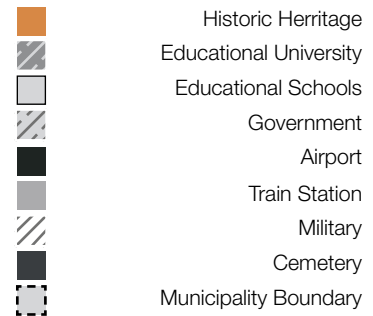 Historic Herritage
Educational University
Educational Schools
Government
Airport
Train Station
Military
Cemetery
Municipality Boundary